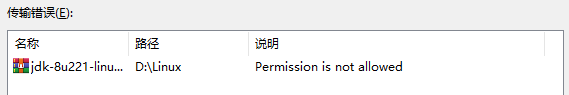 传输错误(E):
名称 路径 说明
jdk-8u221-linu... D:\Linux Permission is not allowed